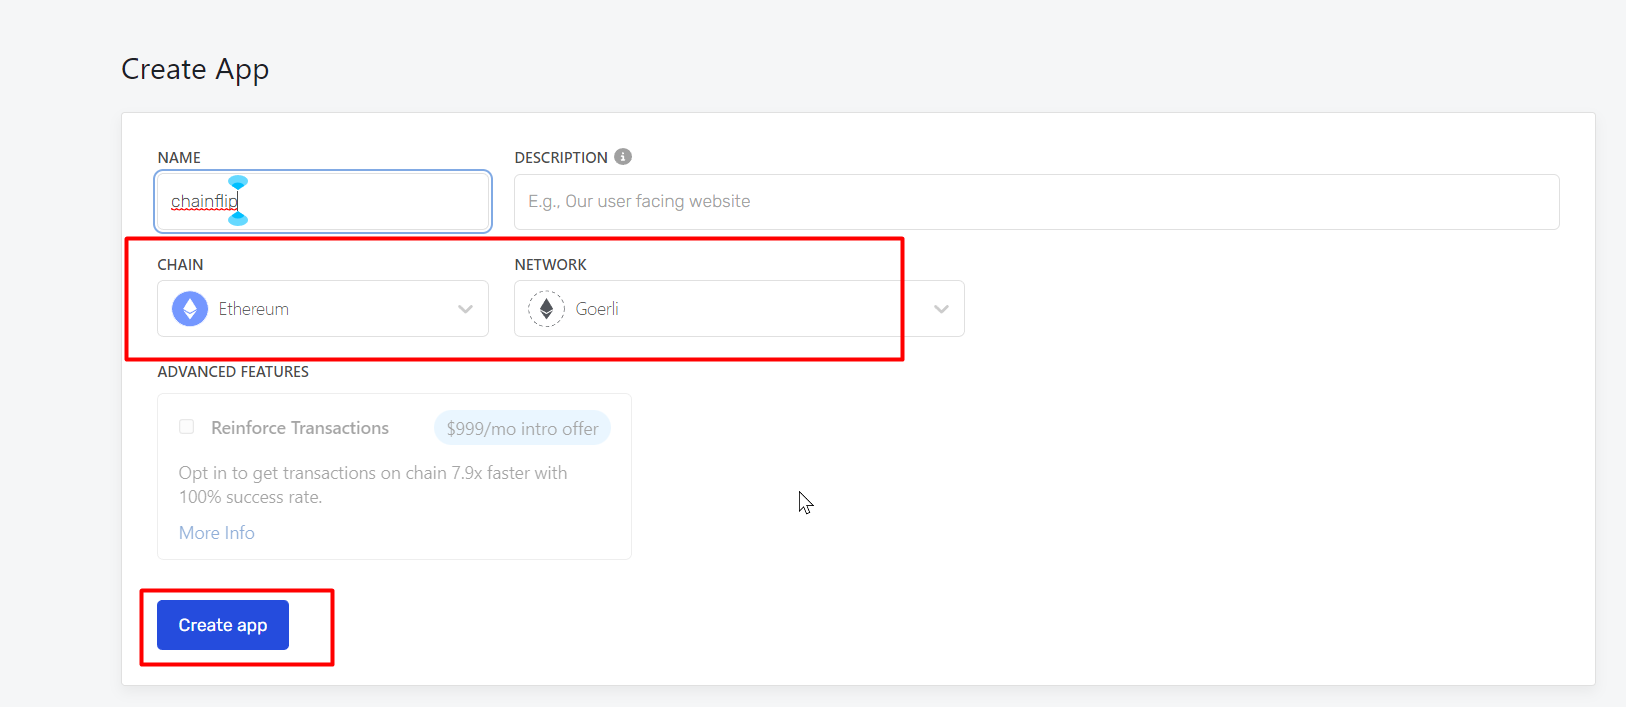 Create App
NAME
DESCRIPTION
chainflip
E.g., Our user facing website
CHAIN
NETWORK
Ethereum
Goerli
ADVANCED FEATURES
Reinforce Transactions
$999/mo intro offer
Opt in to get transactions on chain 7.9x faster with
100% success rate.
More Info
Create app